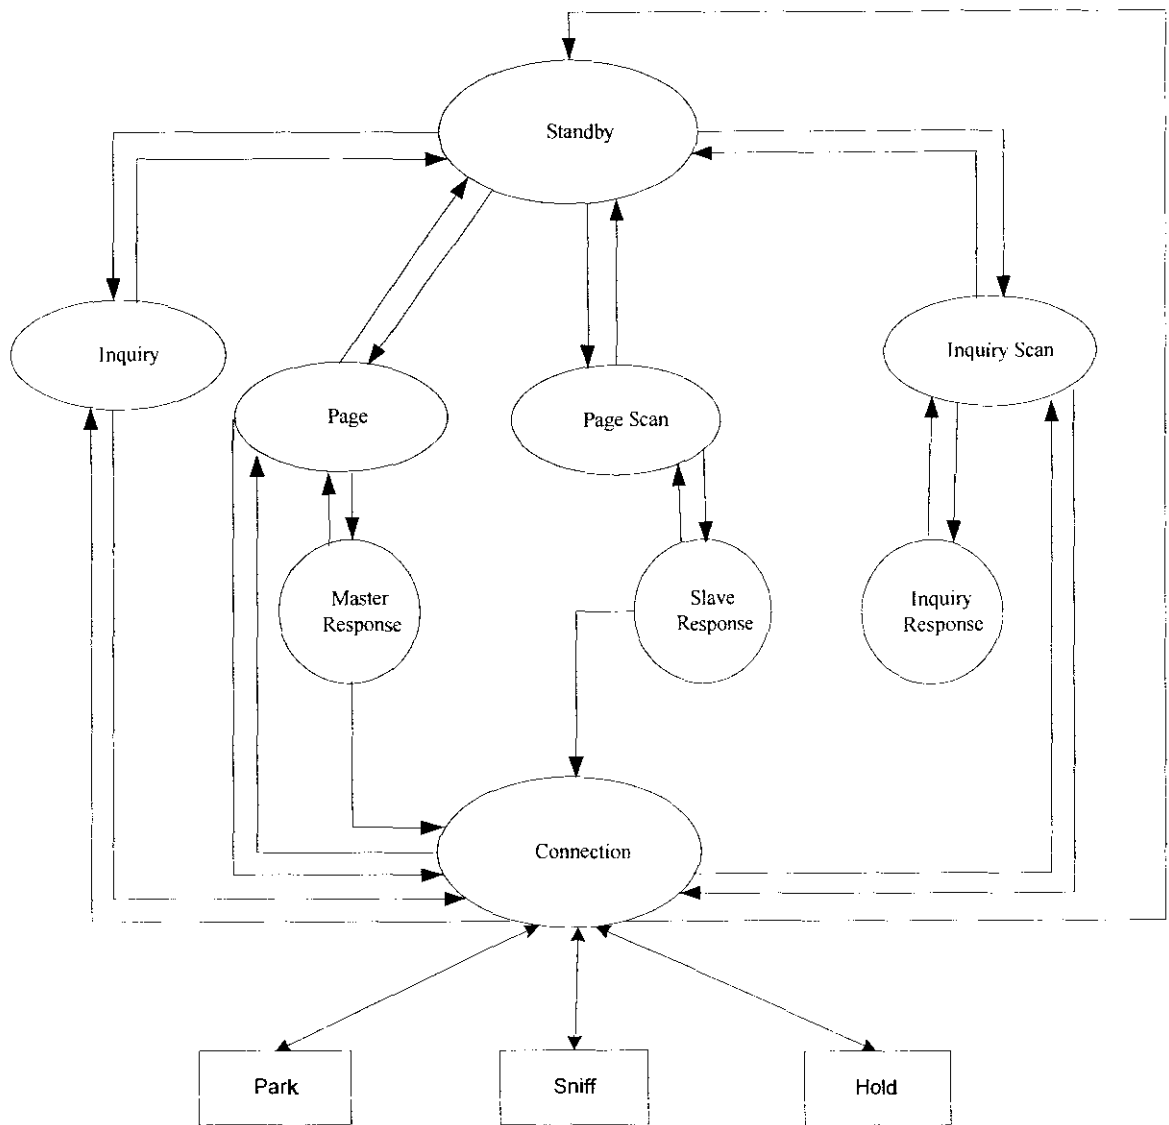 Standby
Inquiry
Inquiry Scan
Page
Page Scan
Master
Response
Slave
Response
Inquiry
Response
Connection
Park
Sniff
Hold